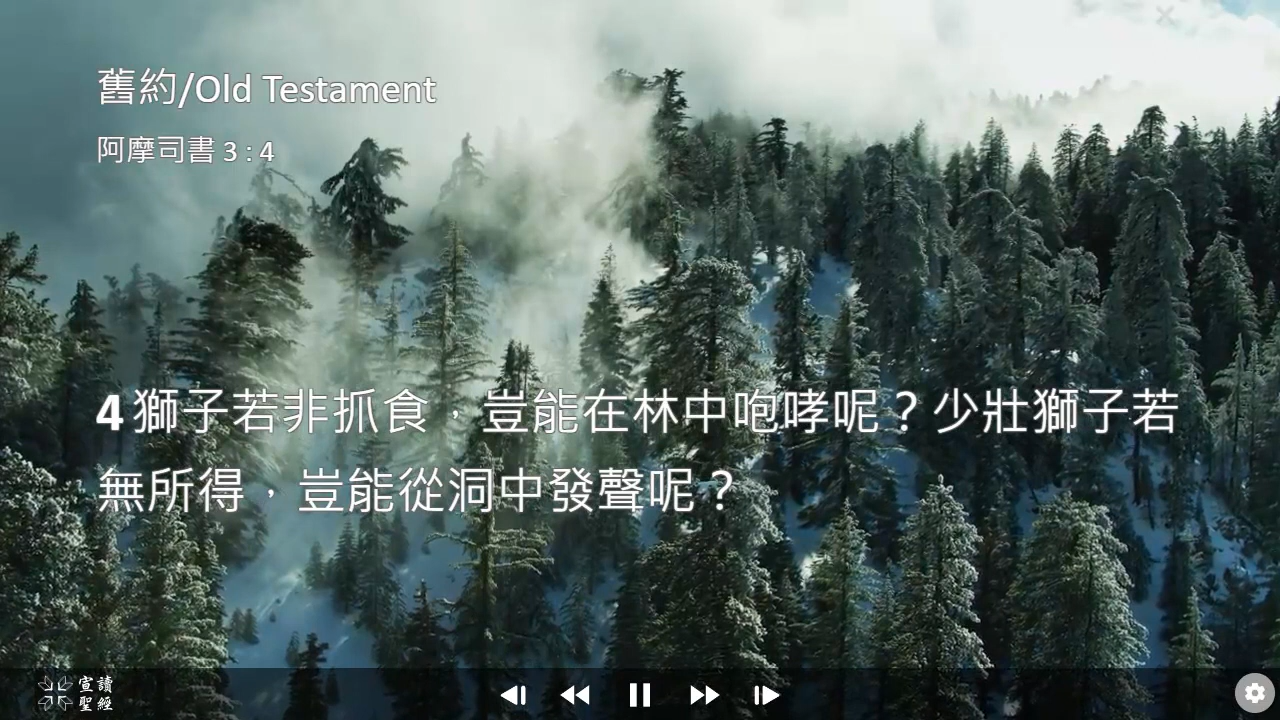 舊約/Old Testament
阿摩司書 3 : 4
4 獅子若非抓食，豈能在林中咆哮呢？少壯獅子若
無所得，豈能從洞中發聲呢？
宣讀
聖經